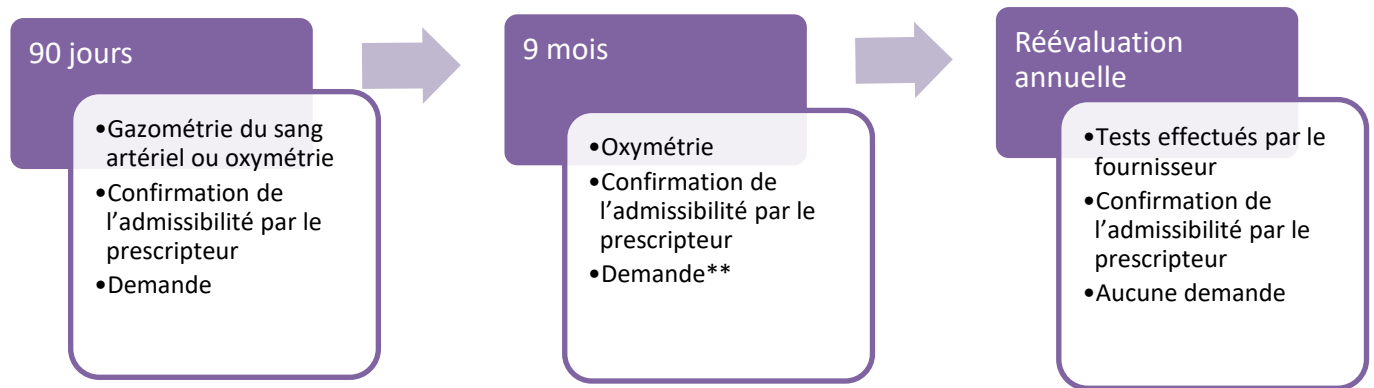 90 jours
•Gazométrie du sang
artériel ou oxymétrie
•Confirmation de
l’admissibilité par le
prescripteur
•Demande
9 mois
•Oxymétrie
•Confirmation de
l’admissibilité par le
prescripteur
•Demande**
Réévaluation
annuelle
•Tests effectués par le
fournisseur
•Confirmation de
l’admissibilité par le
prescripteur
•Aucune demande